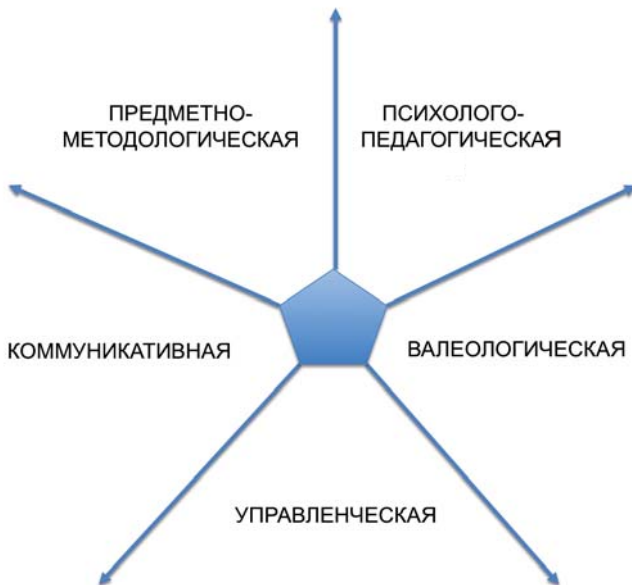 ПРЕДМЕТНО-
МЕТОДОЛОГИЧЕСКАЯ
ПСИХОЛОГО-
ПЕДАГОГИЧЕСКАЯ
КОММУНИКАТИВНАЯ
ВАЛЕОЛОГИЧЕСКАЯ
УПРАВЛЕНЧЕСКАЯ